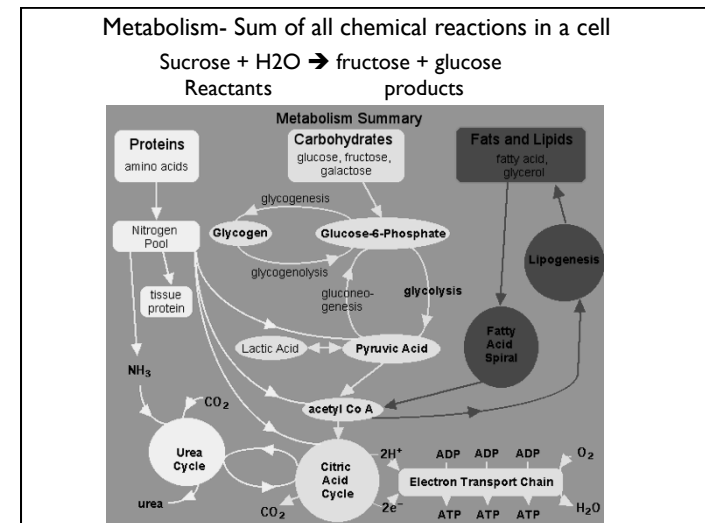 Metabolism- Sum of all chemical reactions in a cell
Sucrose + H2O ➔ fructose + glucose
Reactants products
Metabolism Summary
Proteins
amino acids
Carbohydrates
glucose, fructose,
galactose
Fats and Lipids
fatty acid,
glycerol
glycogenesis
Nitrogen
Pool
Glycogen
Glucose-6-Phosphate
Lipogenesis
glycogenolysis
tissue
protein
gluconeo-
genesis
glycolysis
Lactic Acid
Pyruvic Acid
Fatty
Acid
Spiral
NH₃
CO₂
acetyl Co A
Urea
Cycle
Citric
Acid
Cycle
2H⁺
ADP ADP ADP
O₂
Electron Transport Chain
urea
CO₂
2e⁻
ATP ATP ATP
H₂O